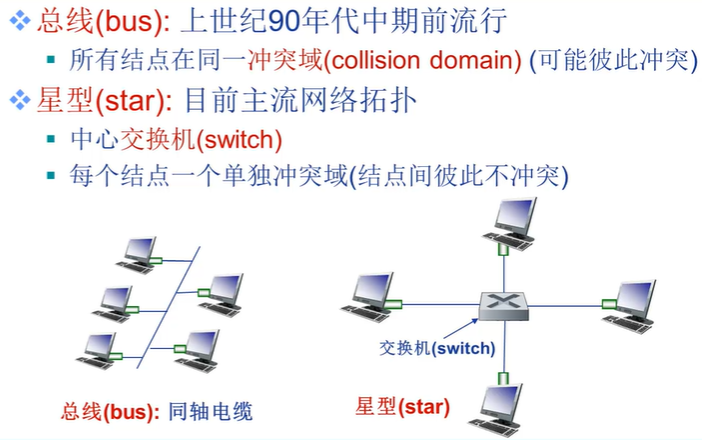 总线(bus): 上世纪90年代中期前流行
所有结点在同一冲突域(collision domain) (可能彼此冲突)
星型(star): 目前主流网络拓扑
中心交换机(switch)
每个结点一个单独冲突域(结点间彼此不冲突)
交换机(switch)
总线(bus): 同轴电缆
星型(star)